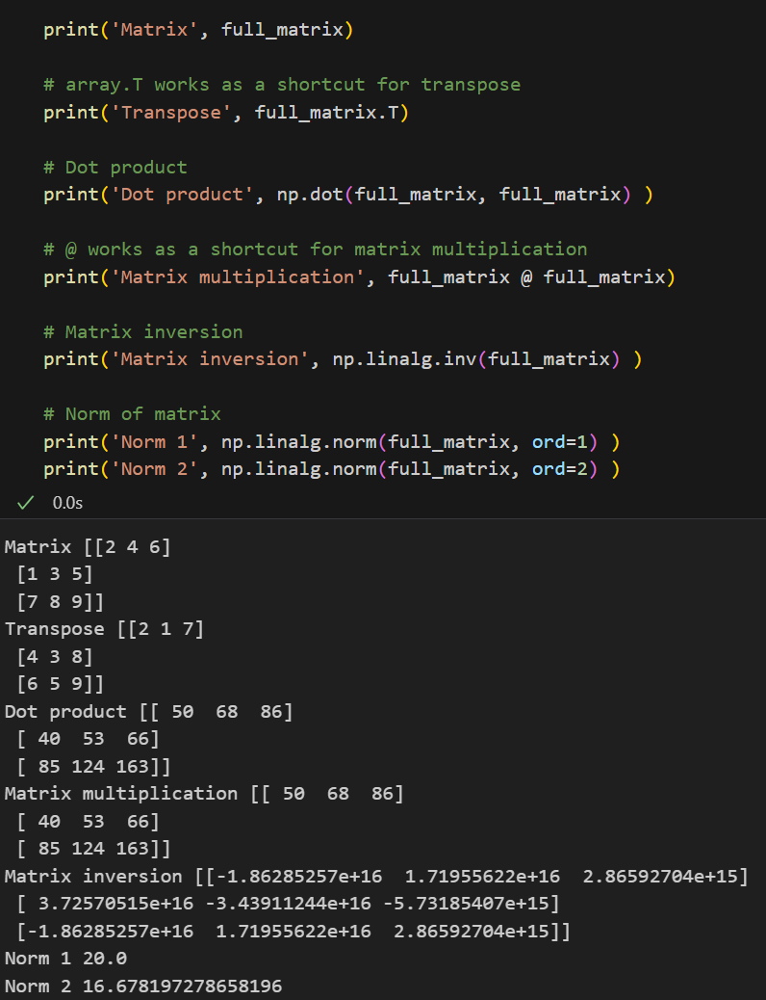 print('Matrix', full_matrix)
# array.T works as a shortcut for transpose
print('Transpose', full_matrix.T)
# Dot product
print('Dot product', np.dot(full_matrix, full_matrix) )
# @ works as a shortcut for matrix multiplication
print('Matrix multiplication', full_matrix @ full_matrix)
# Matrix inversion
print('Matrix inversion', np.linalg.inv(full_matrix) )
# Norm of matrix
print('Norm 1', np.linalg.norm(full_matrix, ord=1) )
print('Norm 2', np.linalg.norm(full_matrix, ord=2) )
✓ 0.0s
Matrix [[2 4 6]
 [1 3 5]
 [7 8 9]]
Transpose [[2 1 7]
 [4 3 8]
 [6 5 9]]
Dot product [[ 50  68  86]
 [ 40  53  66]
 [ 85 124 163]]
Matrix multiplication [[ 50  68  86]
 [ 40  53  66]
 [ 85 124 163]]
Matrix inversion [[-1.86285257e+16  1.71955622e+16  2.86592704e+15]
 [ 3.72570515e+16 -3.43911244e+16 -5.73185407e+15]
 [-1.86285257e+16  1.71955622e+16  2.86592704e+15]]
Norm 1 20.0
Norm 2 16.678197278658196